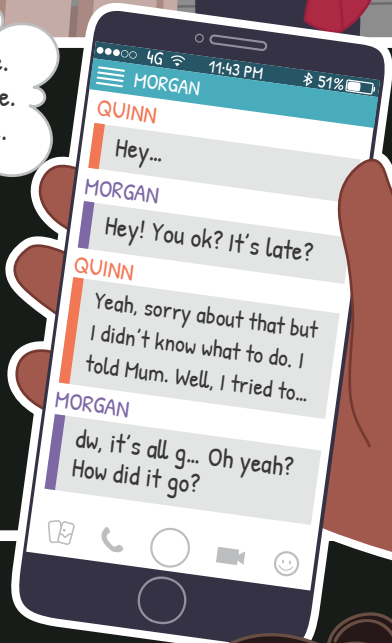 4G 11:43 PM 51%
MORGAN
QUINN
Hey...
MORGAN
Hey! You ok? It's late?
QUINN
Yeah, sorry about that but
I didn't know what to do. I
told Mum. Well, I tried to...
MORGAN
dw, it's all g... Oh yeah?
How did it go?